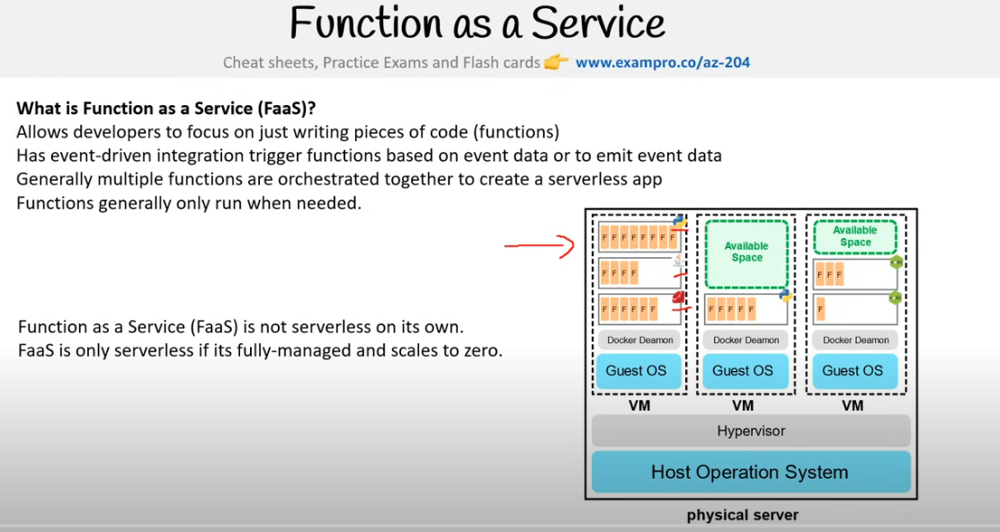 Function as a Service
Cheat sheets, Practice Exams and Flash cards 👉 www.exampro.co/az-204
What is Function as a Service (FaaS)?
Allows developers to focus on just writing pieces of code (functions)
Has event-driven integration trigger functions based on event data or to emit event data
Generally multiple functions are orchestrated together to create a serverless app
Functions generally only run when needed.
Function as a Service (FaaS) is not serverless on its own.
FaaS is only serverless if its fully-managed and scales to zero.
F F F F F F F F
F F F F
F F F F F F
Docker Deamon
Guest OS
VM
Available
Space
F F F F F
Docker Deamon
Guest OS
VM
Available
Space
F F F
F
Docker Deamon
Guest OS
VM
Hypervisor
Host Operation System
physical server